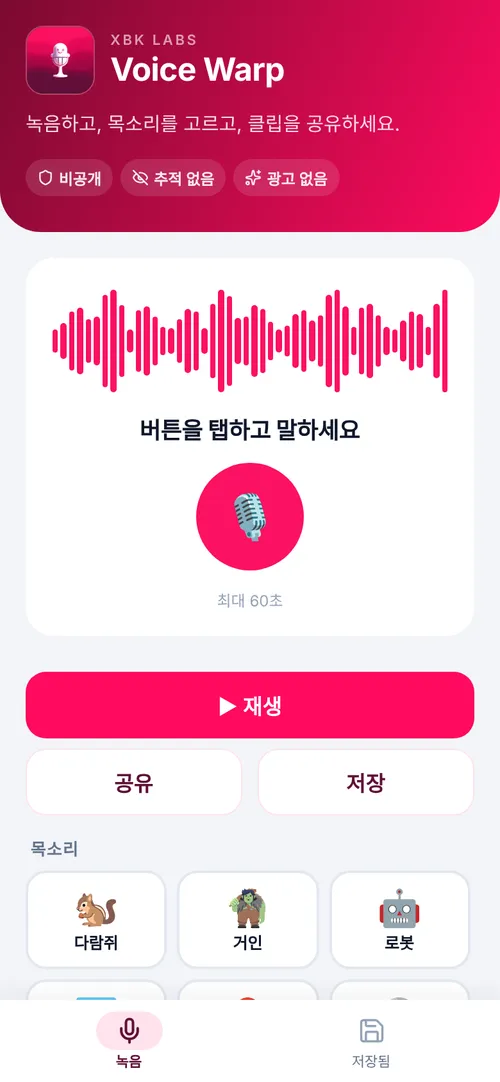 XBK LABS
Voice Warp
녹음하고, 목소리를 고르고, 클립을 공유하세요.
비공개
추적 없음
광고 없음
버튼을 탭하고 말하세요
최대 60초
▶ 재생
공유
저장
목소리
다람쥐
거인
로봇
녹음
저장됨